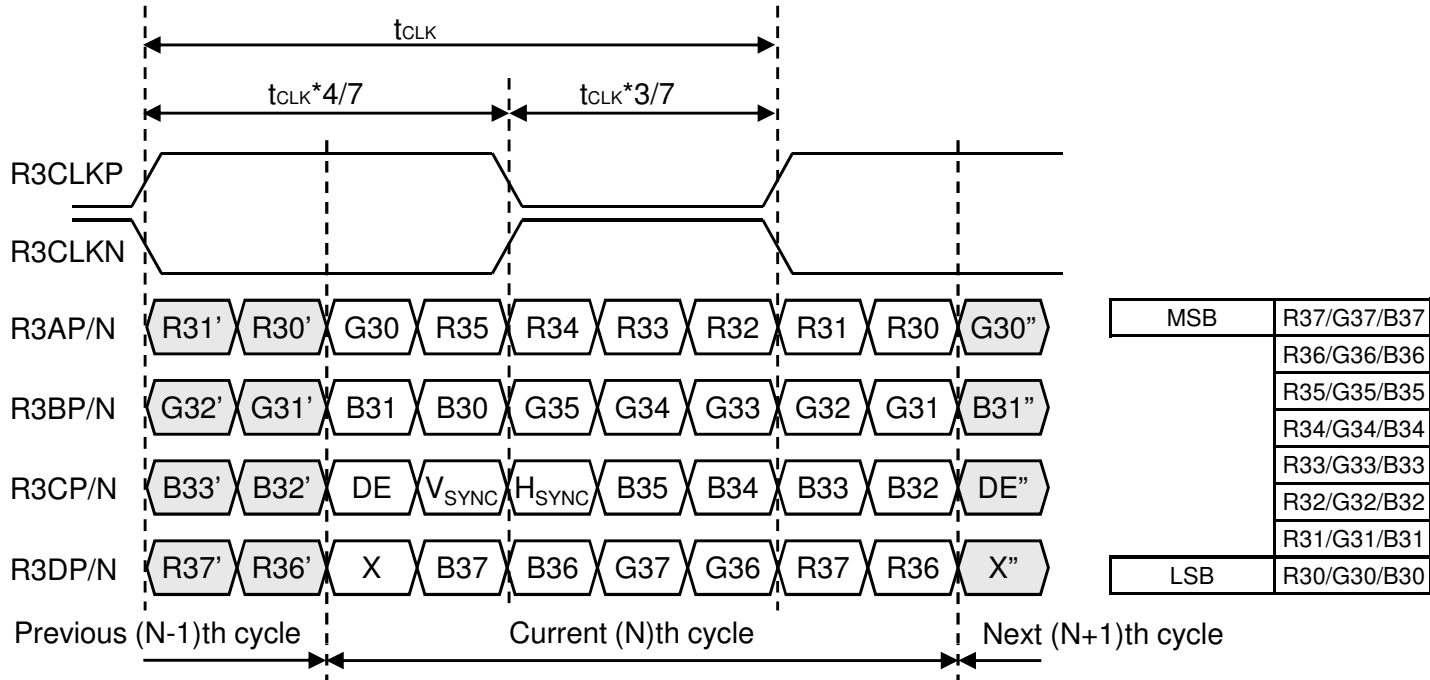 tCLK
tCLK*4/7 tCLK*3/7
R3CLKP
R3CLKN
R3AP/N R31’ R30’ G30 R35 R34 R33 R32 R31 R30 G30”
R3BP/N G32’ G31’ B31 B30 G35 G34 G33 G32 G31 B31”
R3CP/N B33’ B32’ DE VSYNC HSYNC B35 B34 B33 B32 DE”
R3DP/N R37’ R36’ X B37 B36 G37 G36 R37 R36 X”
Previous (N-1)th cycle Current (N)th cycle Next (N+1)th cycle
MSB R37/G37/B37
R36/G36/B36
R35/G35/B35
R34/G34/B34
R33/G33/B33
R32/G32/B32
R31/G31/B31
LSB R30/G30/B30